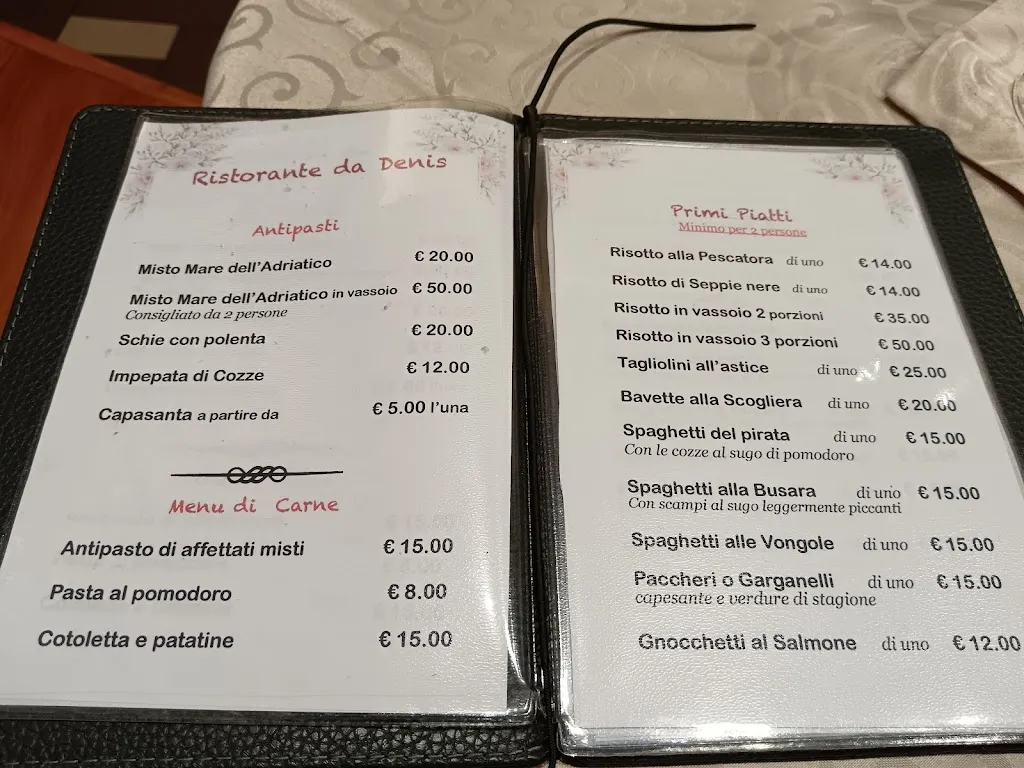 Ristorante da Denis
Antipasti
Misto Mare dell'Adriatico € 20.00
Misto Mare dell'Adriatico in vassoio € 50.00
Consigliato da 2 persone
Schie con polenta € 20.00
Impepata di Cozze € 12.00
Capasanta a partire da € 5.00 l'una
Menu di Carne
Antipasto di affettati misti € 15.00
Pasta al pomodoro € 8.00
Cotoletta e patatine € 15.00
Primi Piatti
Minimo per 2 persone
Risotto alla Pescatora di uno € 14.00
Risotto di Seppie nere di uno € 14.00
Risotto in vassoio 2 porzioni € 35.00
Risotto in vassoio 3 porzioni € 50.00
Tagliolini all'astice di uno € 25.00
Bavette alla Scogliera di uno € 20.00
Spaghetti del pirata di uno € 15.00
Con le cozze al sugo di pomodoro
Spaghetti alla Busara di uno € 15.00
Con scampi al sugo leggermente piccanti
Spaghetti alle Vongole di uno € 15.00
Paccheri o Garganelli di uno € 15.00
capesante e verdure di stagione
Gnocchetti al Salmone di uno € 12.00